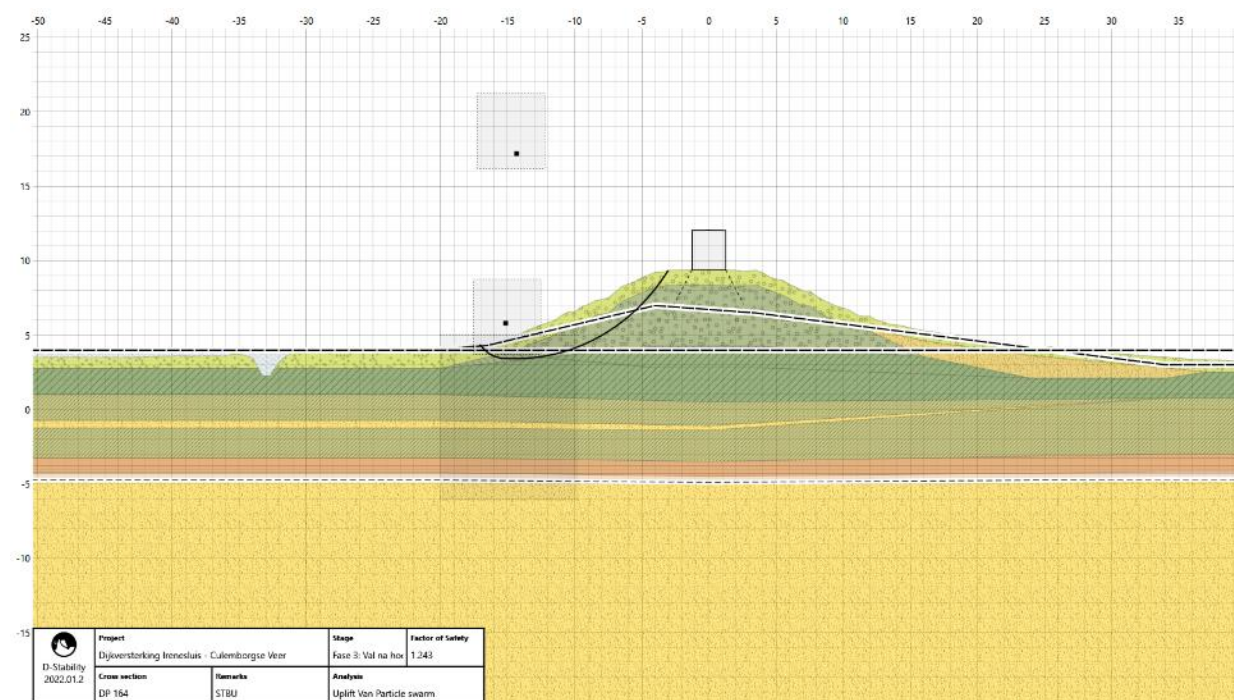 -50 -45 -40 -35 -30 -25 -20 -15 -10 -5 0 5 10 15 20 25 30 35
25
20
15
10
5
0
-5
-10
-15
D-Stability
2022.01.2
Project
Dijkversterking Irenesluis - Culemborgse Veer
Stage
Fase 3: Val na hoo
Factor of Safety
1.243
Cross section
DP 164
Remarks
STBU
Analysis
Uplift Van Particle swarm